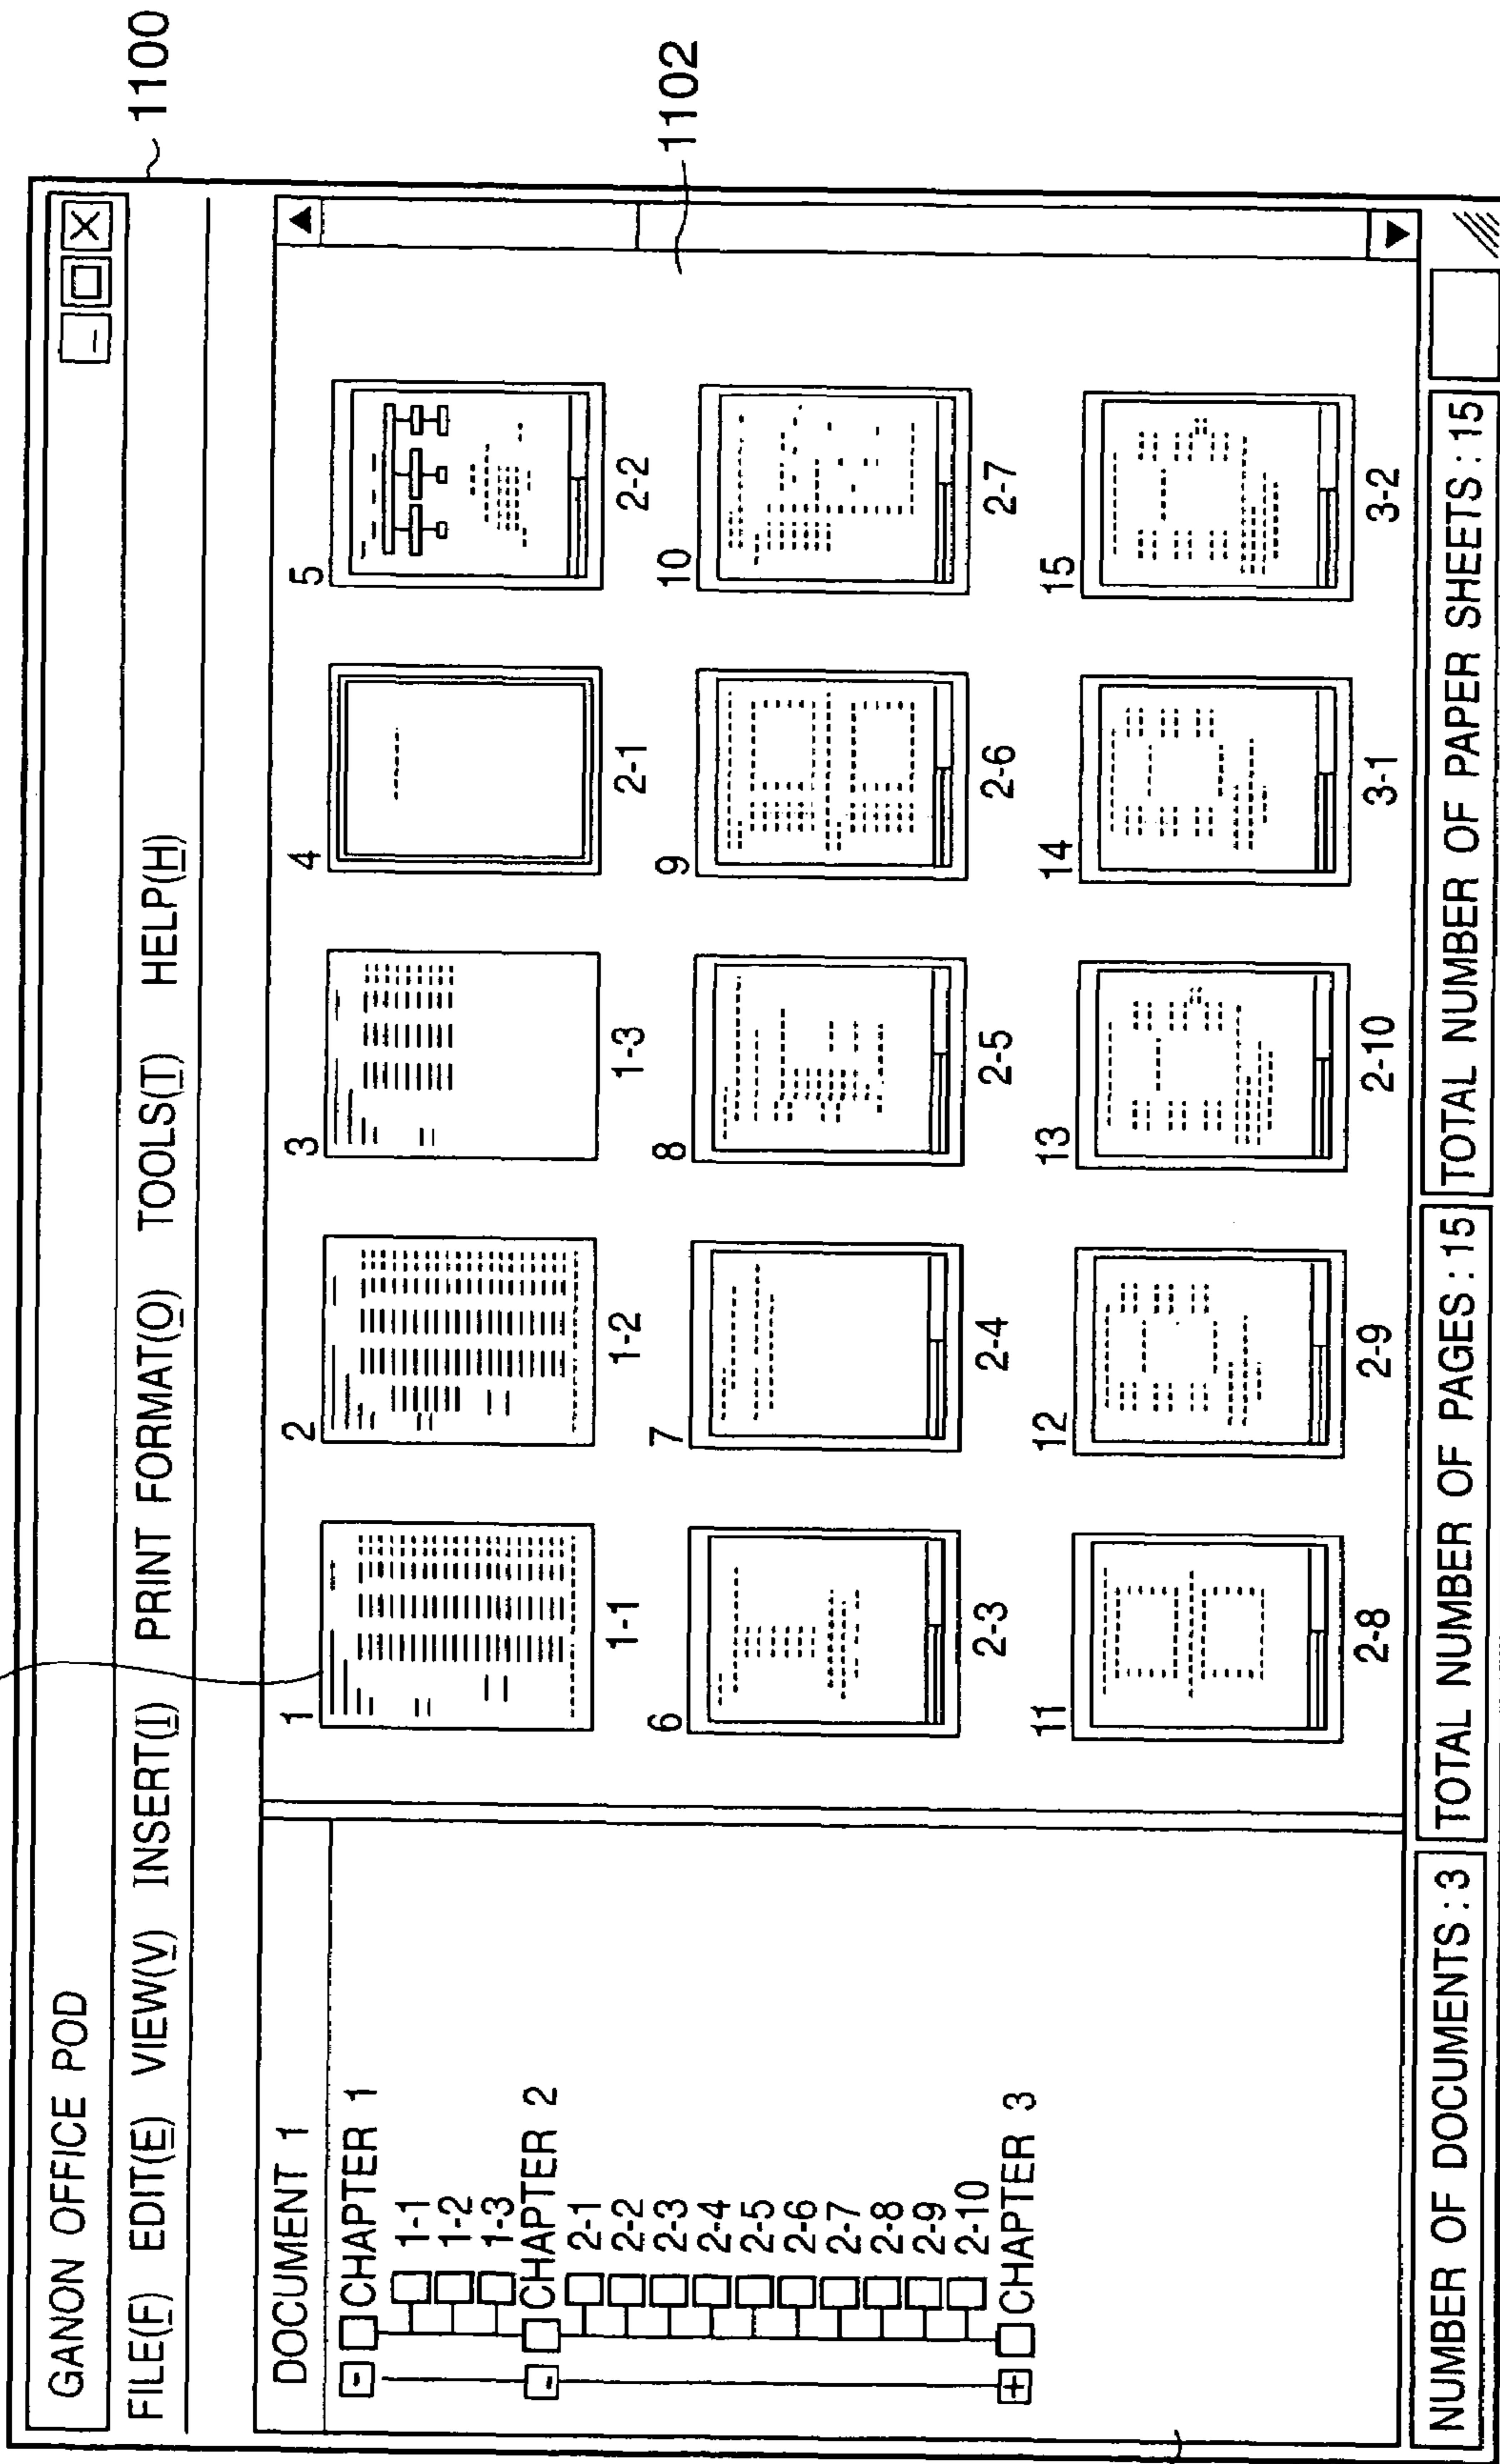 1100
GANON OFFICE POD
FILE(F) EDIT(E) VIEW(V) INSERT(I) PRINT FORMAT(O) TOOLS(T) HELP(H)
DOCUMENT 1
- CHAPTER 1
1-1
1-2
1-3
- CHAPTER 2
2-1
2-2
2-3
2-4
2-5
2-6
2-7
2-8
2-9
2-10
+ CHAPTER 3
1 2 3 4 5
1-1 1-2 1-3 2-1 2-2
1102
6 7 8 9 10
2-3 2-4 2-5 2-6 2-7
11 12 13 14 15
2-8 2-9 2-10 3-1 3-2
NUMBER OF DOCUMENTS : 3 TOTAL NUMBER OF PAGES : 15 TOTAL NUMBER OF PAPER SHEETS : 15